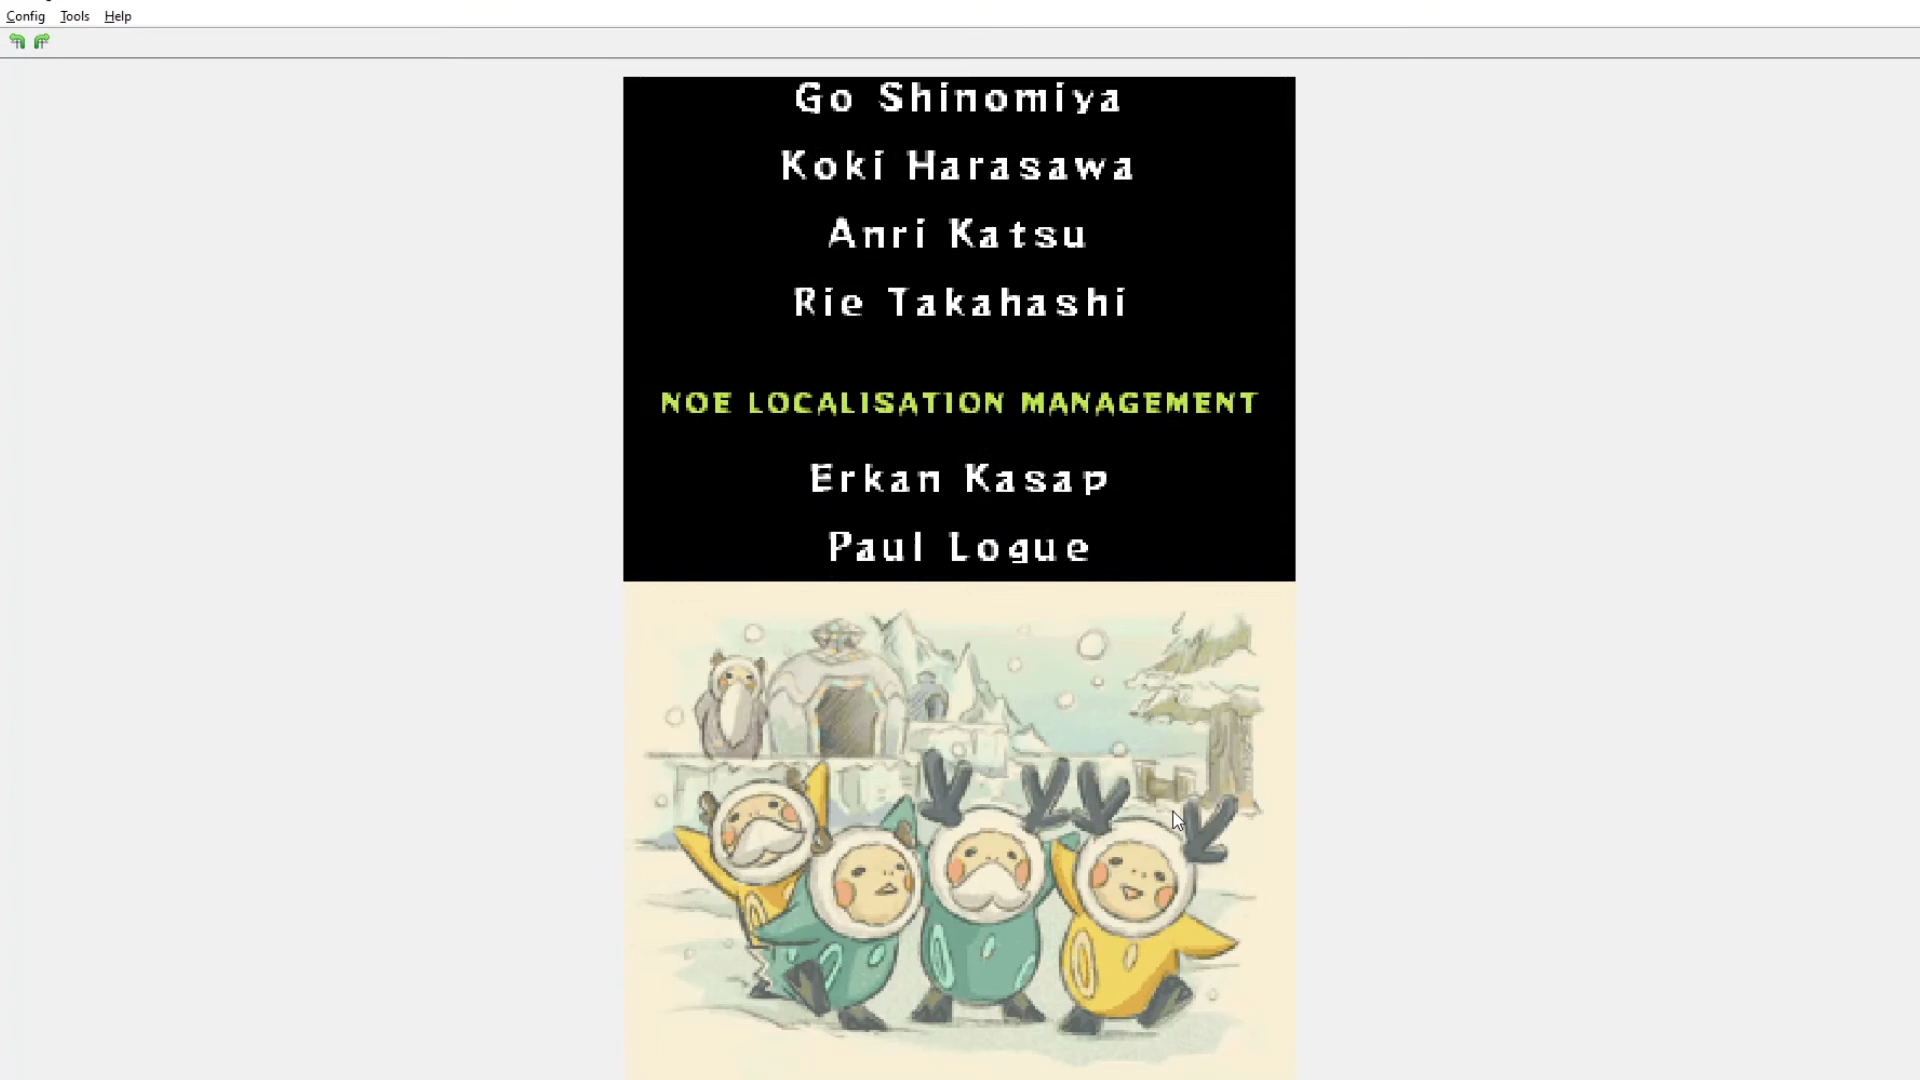 Config Tools Help
Go Shinomiya
Koki Harasawa
Anri Katsu
Rie Takahashi
NOE LOCALISATION MANAGEMENT
Erkan Kasap
Paul Logue